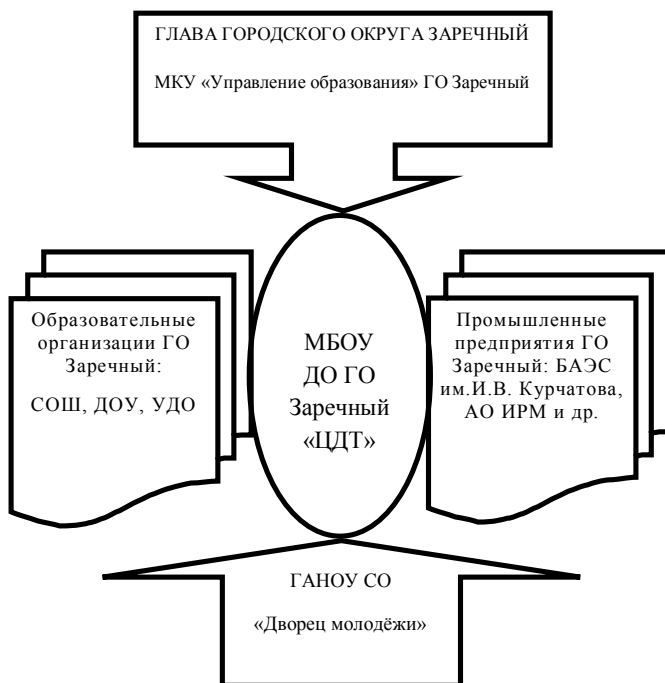 ГЛАВА ГОРОДСКОГО ОКРУГА ЗАРЕЧНЫЙ
МКУ «Управление образования» ГО Заречный
Образовательные
организации ГО
Заречный:
СОШ, ДОУ, УДО
МБОУ
ДО ГО
Заречный
«ЦДТ»
Промышленные
предприятия ГО
Заречный: БАЭС
им.И.В. Курчатова,
АО ИРМ и др.
ГАНОУ СО
«Дворец молодёжи»